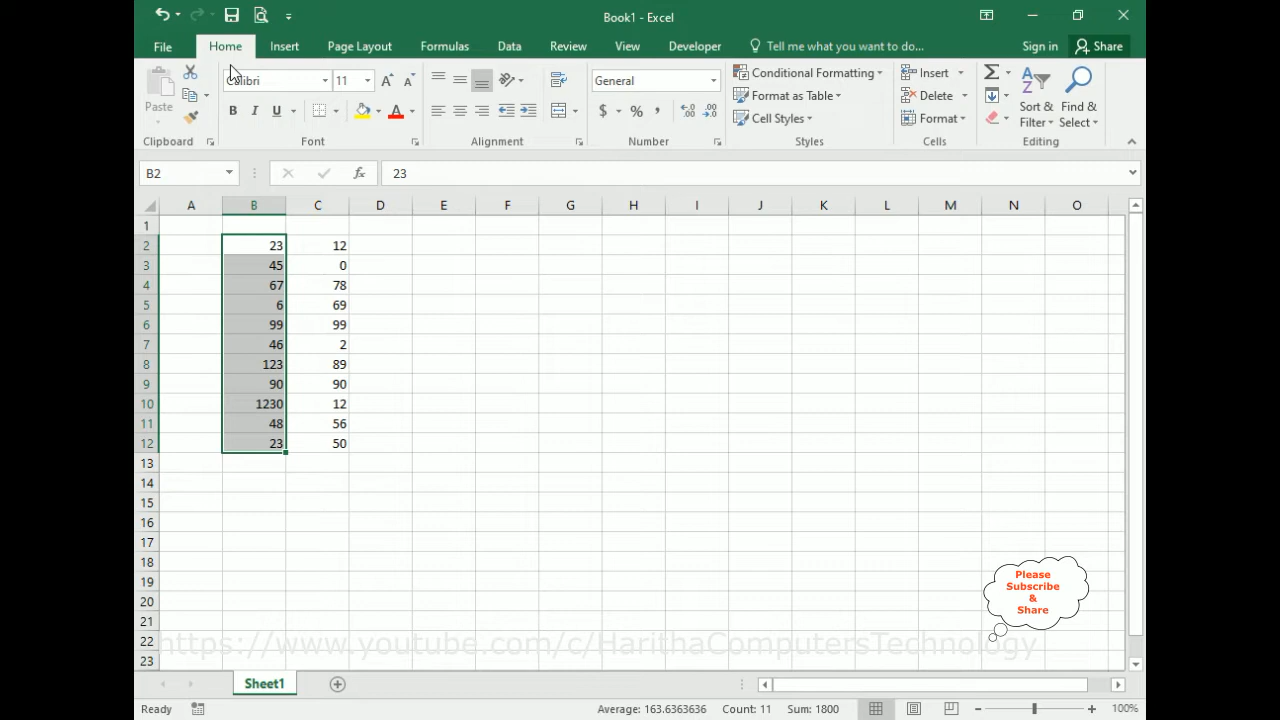 Book1 - Excel
File Home Insert Page Layout Formulas Data Review View Developer Tell me what you want to do... Sign in Share
11 General Conditional Formatting Insert
Paste Format as Table Delete Sort & Find &
B I U $ % , Cell Styles Format Filter Select
Clipboard Font Alignment Number Styles Cells Editing
B2 fx 23
A B C D E F G H I J K L M N O
1
2 23 12
3 45 0
4 67 78
5 6 69
6 99 99
7 46 2
8 123 89
9 90 90
10 1230 12
11 48 56
12 23 50
13
14
15
16
17
18
19
20
21
22
23
Please
Subscribe
&
Share
https://www.youtube.com/c/HarithaComputersTechnology
Sheet1
Ready Average: 163.6363636 Count: 11 Sum: 1800 100%